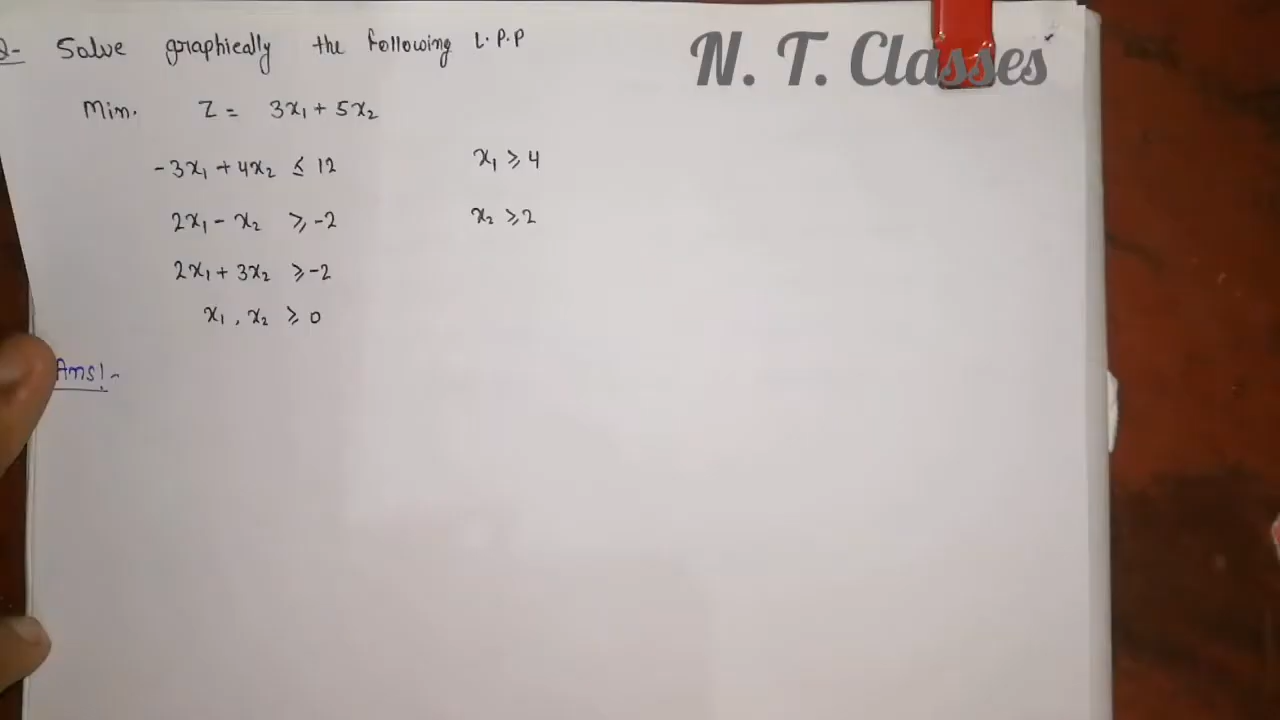 Q- Solve graphically the following L.P.P
N. T. Classes
Min. Z = 3x₁ + 5x₂
-3x₁ + 4x₂ ≤ 12
x₁ ≥ 4
2x₁ - x₂ ≥ -2
x₂ ≥ 2
2x₁ + 3x₂ ≥ -2
x₁, x₂ ≥ 0
Ans!-